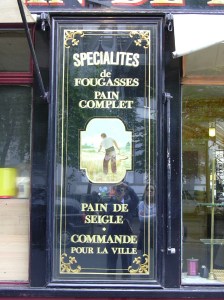 SPECIALITES
de
FOUGASSES
PAIN
COMPLET
PAIN DE
SEIGLE
COMMANDE
POUR LA VILLE